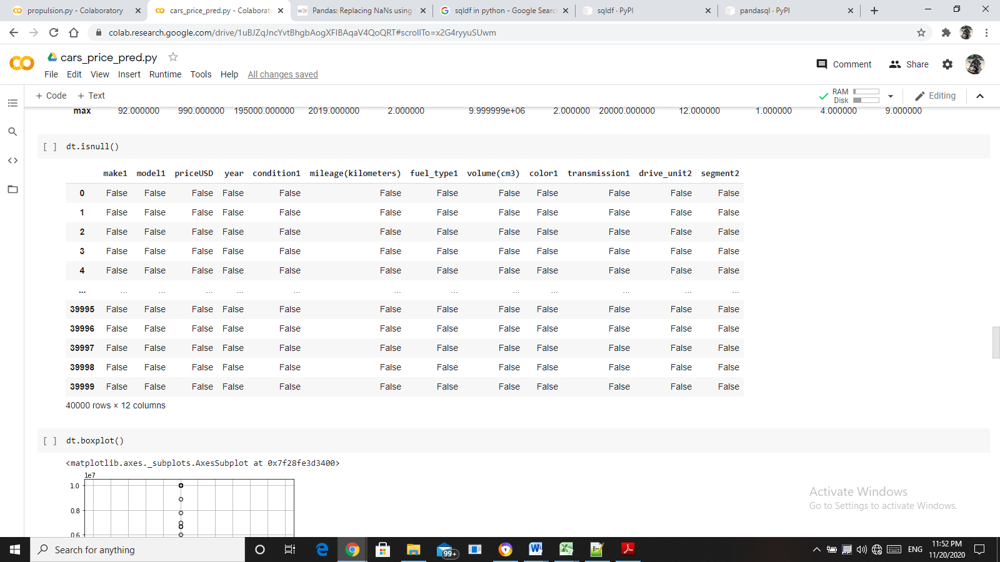 propulsion.py - Colaboratory
cars_price_pred.py - Colaborato
w3r Pandas: Replacing NaNs using
sqldf in python - Google Search
sqldf · PyPI
pandasql · PyPI
colab.research.google.com/drive/1uBJZqJncYvtBhgbAogXFIBAqaV4QoQRT#scrollTo=x2G4ryyuSUwm
cars_price_pred.py
Comment Share
File Edit View Insert Runtime Tools Help All changes saved
+ Code + Text
RAM
Disk
Editing
max 92.000000 990.000000 195000.000000 2019.000000 2.000000 9.999999e+06 2.000000 20000.000000 12.000000 1.000000 4.000000 9.000000
[ ] dt.isnull()
make1 model1 priceUSD year condition1 mileage(kilometers) fuel_type1 volume(cm3) color1 transmission1 drive_unit2 segment2
0 False False False False False False False False False False False False
1 False False False False False False False False False False False False
2 False False False False False False False False False False False False
3 False False False False False False False False False False False False
4 False False False False False False False False False False False False
... ... ... ... ... ... ... ... ... ... ... ... ...
39995 False False False False False False False False False False False False
39996 False False False False False False False False False False False False
39997 False False False False False False False False False False False False
39998 False False False False False False False False False False False False
39999 False False False False False False False False False False False False
40000 rows × 12 columns
[ ] dt.boxplot()
<matplotlib.axes._subplots.AxesSubplot at 0x7f28fe3d3400>
1e7
1.0
0.8
0.6
Activate Windows
Go to Settings to activate Windows.
Search for anything
99+
ENG
11:52 PM
11/20/2020